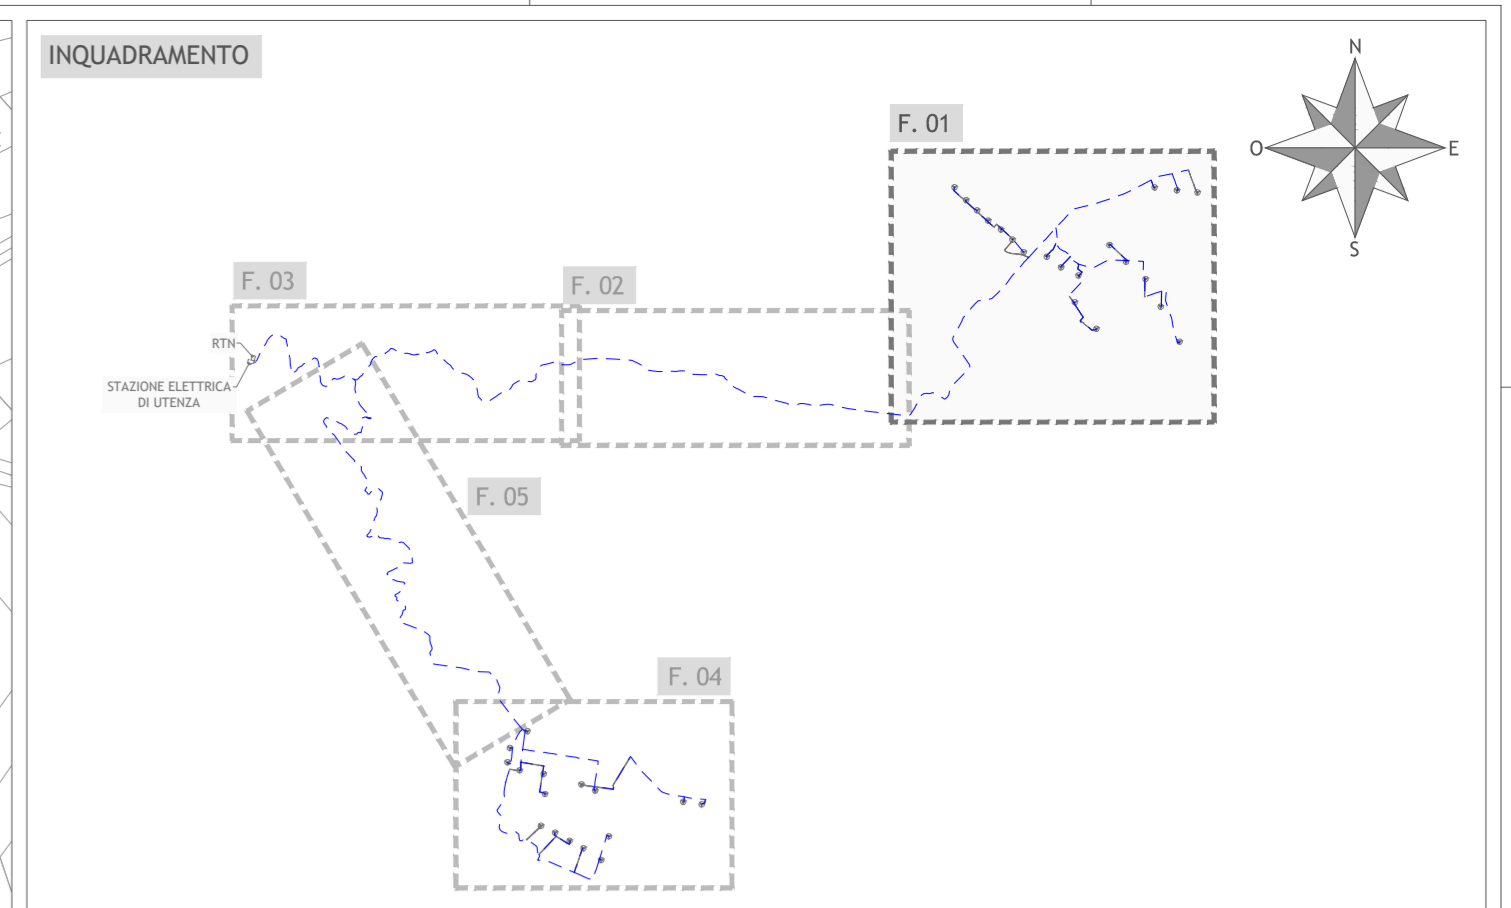 INQUADRAMENTO
N
O
E
S
F. 01
F. 03
F. 02
RTN
STAZIONE ELETTRICA
DI UTENZA
F. 05
F. 04